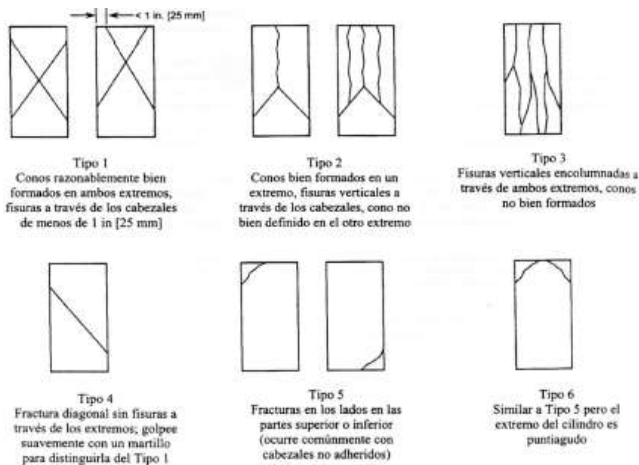 < 1 in. [25 mm]
Tipo 1
Conos razonablemente bien
formados en ambos extremos,
fisuras a través de los cabezales
de menos de 1 in [25 mm]
Tipo 2
Conos bien formados en un
extremo, fisuras verticales a
través de los cabezales, cono no
bien definido en el otro extremo
Tipo 3
Fisuras verticales encolumnadas a
través de ambos extremos, conos
no bien formados
Tipo 4
Fractura diagonal sin fisuras a
través de los extremos; golpee
suavemente con un martillo
para distinguirla del Tipo 1
Tipo 5
Fracturas en los lados en las
partes superior o inferior
(ocurre comúnmente con
cabezales no adheridos)
Tipo 6
Similar a Tipo 5 pero el
extremo del cilindro es
puntiagudo